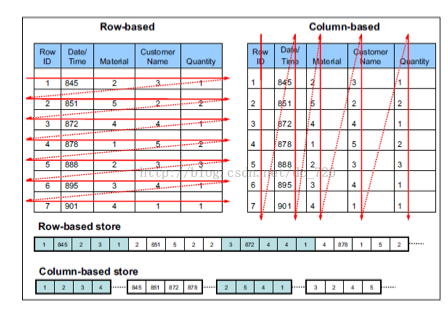 Row-based Column-based
Row ID Date/ Time Material Customer Name Quantity Row ID Date/ Time Material Customer Name Quantity
1 845 2 3 1 1 845 2 3 1
2 851 5 2 2 2 851 5 2 2
3 872 4 4 1 3 872 4 4 1
4 878 1 5 2 4 878 1 5 2
5 888 2 3 3 5 888 2 3 3
6 895 3 4 1 6 895 3 4 1
7 901 4 1 1 7 901 4 1 1
Row-based store
1 845 2 3 1 2 851 5 2 2 3 872 4 4 1 4 878 1 5 2
Column-based store
1 2 3 4 845 851 872 878 2 5 4 1 3 2 4 5